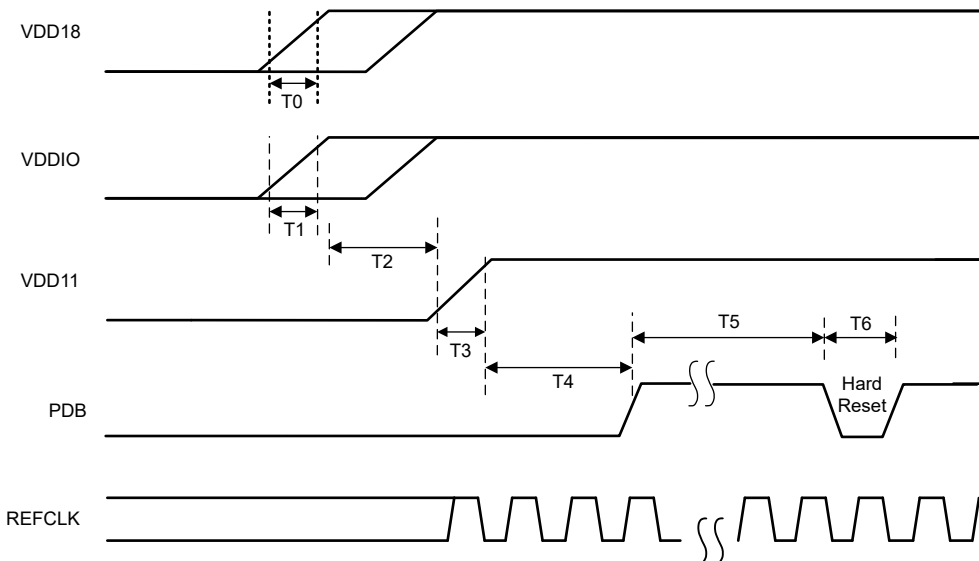 VDD18
T0
VDDIO
T1
T2
VDD11
T3
T4
T5
T6
PDB
Hard
Reset
REFCLK